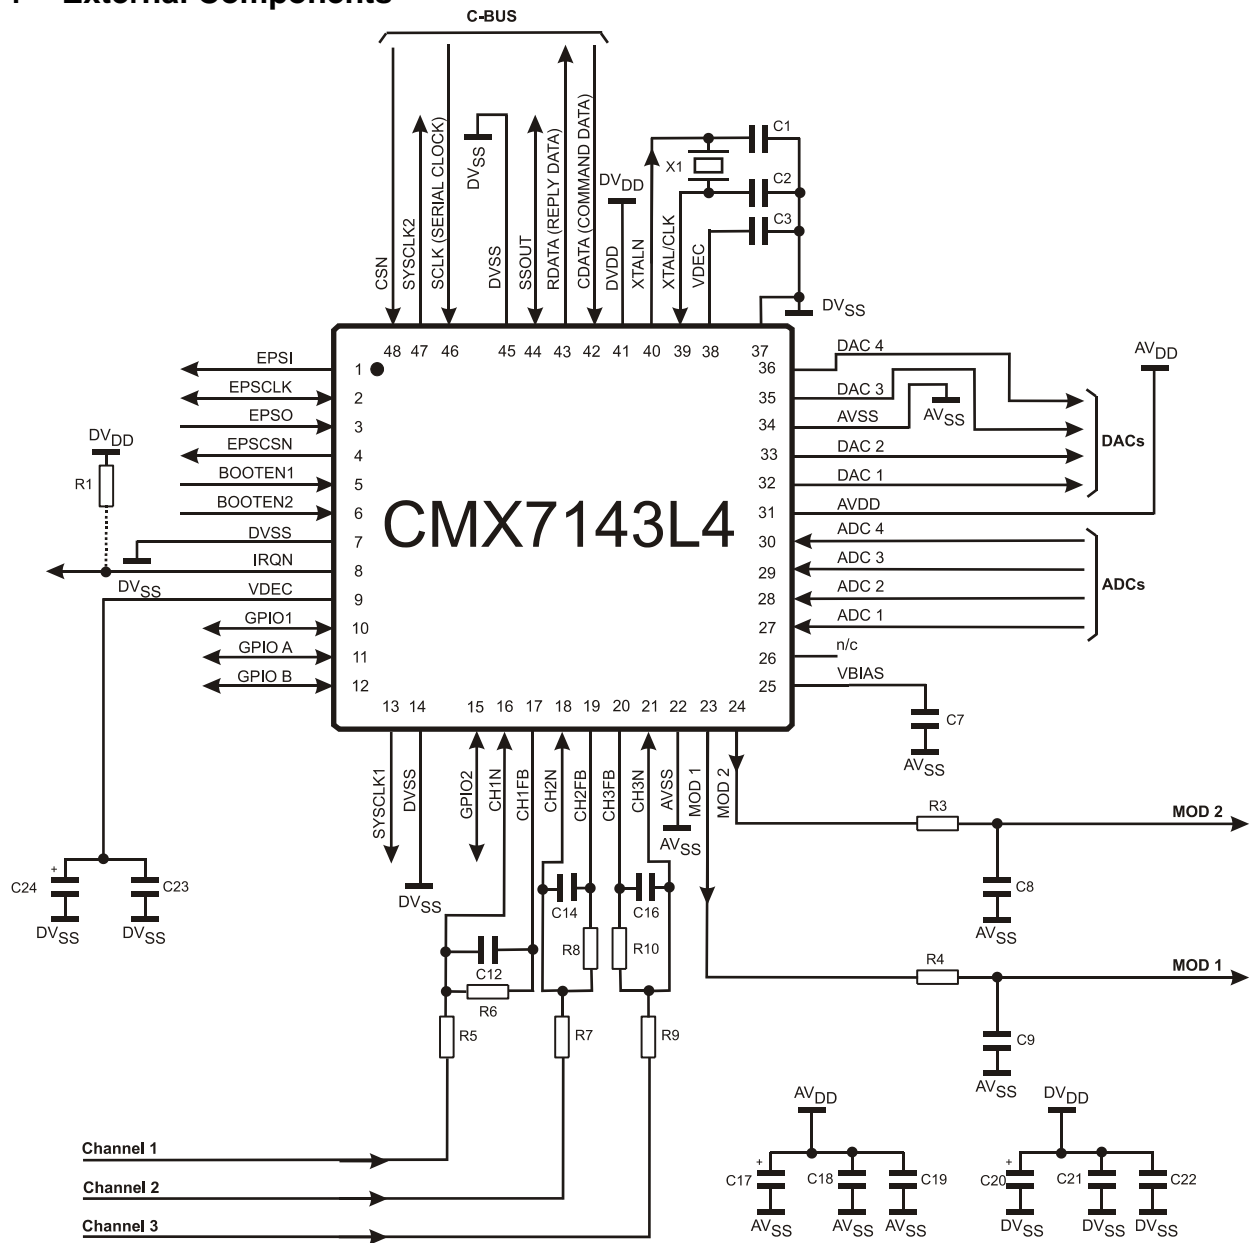 External Components
C-BUS
CSN
SYSCLK2
SCLK (SERIAL CLOCK)
DVSS
DVSS
SSOUT
RDATA (REPLY DATA)
CDATA (COMMAND DATA)
DVDD
DVDD
XTALN
XTAL/CLK
VDEC
X1
C1
C2
C3
DVSS
48 47 46 45 44 43 42 41 40 39 38 37
EPSI 1
EPSCLK 2
EPSO 3
EPSCSN 4
BOOTEN1 5
BOOTEN2 6
DVSS 7
IRQN 8
VDEC 9
GPIO1 10
GPIO A 11
GPIO B 12
DVDD
R1
DVSS
CMX7143L4
36 DAC 4
35 DAC 3
34 AVSS
33 DAC 2
32 DAC 1
31 AVDD
30 ADC 4
29 ADC 3
28 ADC 2
27 ADC 1
26 n/c
25 VBIAS
AVSS
AVDD
DACs
ADCs
C7
AVSS
13 14 15 16 17 18 19 20 21 22 23 24
SYSCLK1
DVSS
GPIO2
CH1N
CH1FB
CH2N
CH2FB
CH3FB
CH3N
AVSS
MOD 1
MOD 2
AVSS
DVSS
+
C24
C23
DVSS
DVSS
C14
C16
R8
R10
C12
R6
R5
R7
R9
R3
MOD 2
C8
AVSS
R4
MOD 1
C9
AVSS
Channel 1
Channel 2
Channel 3
AVDD
+
C17
C18
C19
AVSS
AVSS
AVSS
DVDD
+
C20
C21
C22
DVSS
DVSS
DVSS